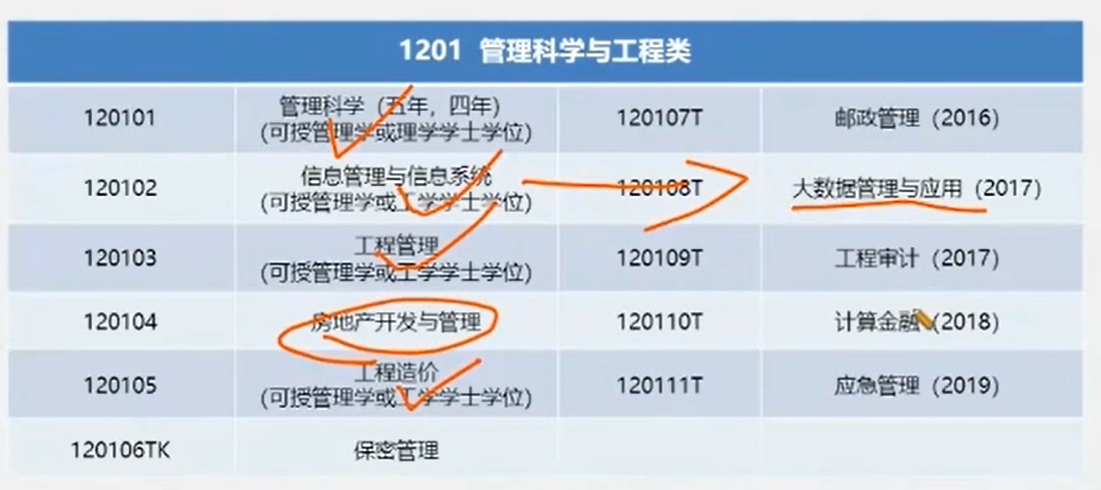 1201 管理科学与工程类
120101
管理科学（五年，四年）
(可授管理学或理学学士学位)
120107T
邮政管理（2016）
120102
信息管理与信息系统
(可授管理学或工学学士学位)
120108T
大数据管理与应用（2017）
120103
工程管理
(可授管理学或工学学士学位)
120109T
工程审计（2017）
120104
房地产开发与管理
120110T
计算金融（2018）
120105
工程造价
(可授管理学或工学学士学位)
120111T
应急管理（2019）
120106TK
保密管理